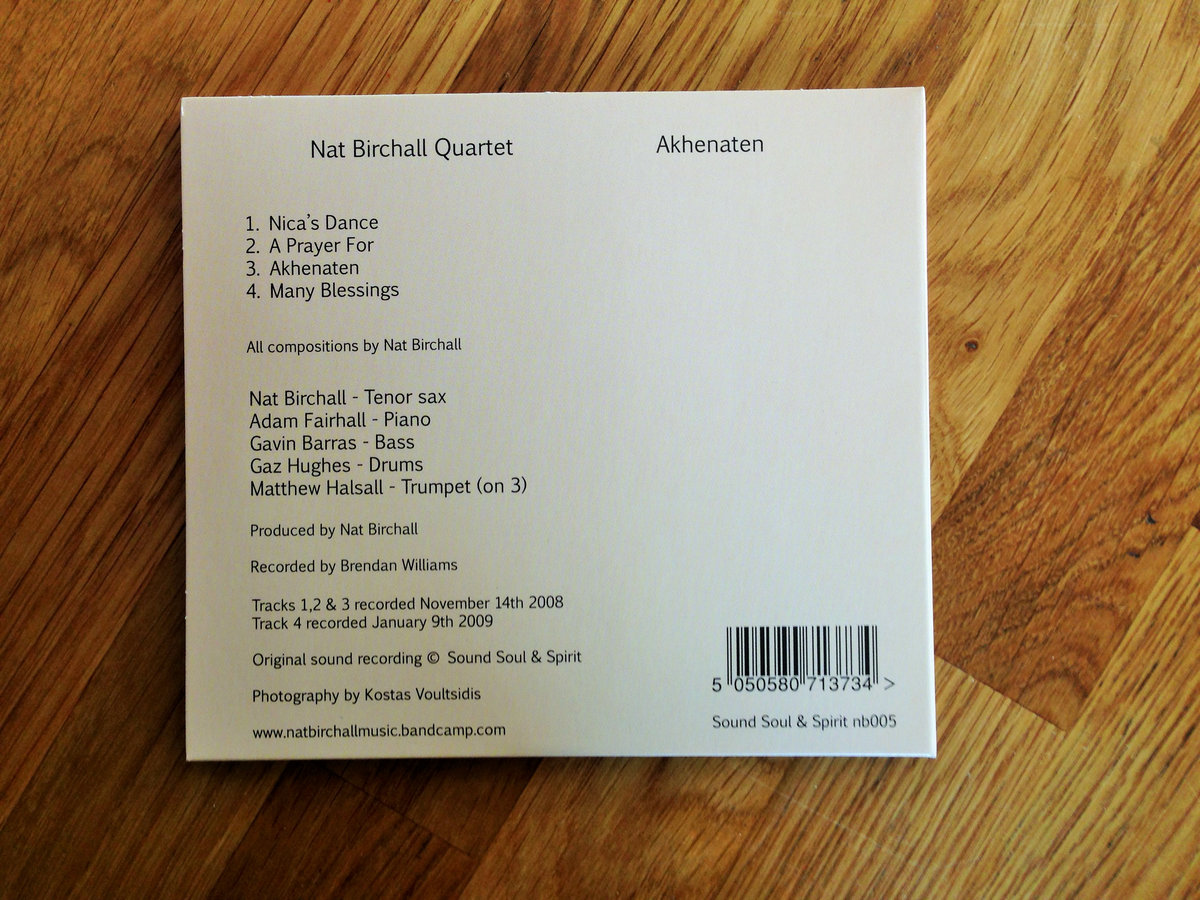 Nat Birchall Quartet
Akhenaten
1. Nica's Dance
2. A Prayer For
3. Akhenaten
4. Many Blessings
All compositions by Nat Birchall
Nat Birchall - Tenor sax
Adam Fairhall - Piano
Gavin Barras - Bass
Gaz Hughes - Drums
Matthew Halsall - Trumpet (on 3)
Produced by Nat Birchall
Recorded by Brendan Williams
Tracks 1,2 & 3 recorded November 14th 2008
Track 4 recorded January 9th 2009
Original sound recording © Sound Soul & Spirit
Photography by Kostas Voultsidis
www.natbirchallmusic.bandcamp.com
5 050580 713734 >
Sound Soul & Spirit nb005